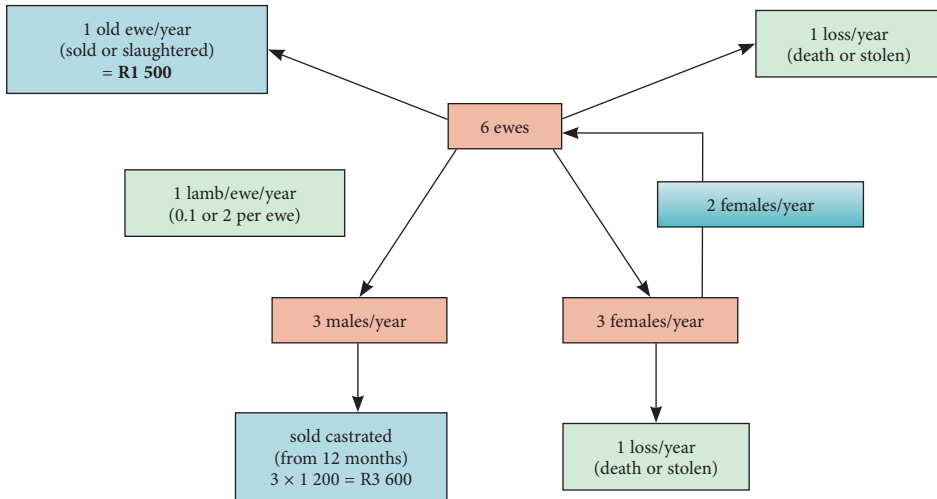 1 old ewe/year
(sold or slaughtered)
= R1 500
1 loss/year
(death or stolen)
6 ewes
1 lamb/ewe/year
(0.1 or 2 per ewe)
2 females/year
3 males/year
3 females/year
sold castrated
(from 12 months)
3 × 1 200 = R3 600
1 loss/year
(death or stolen)